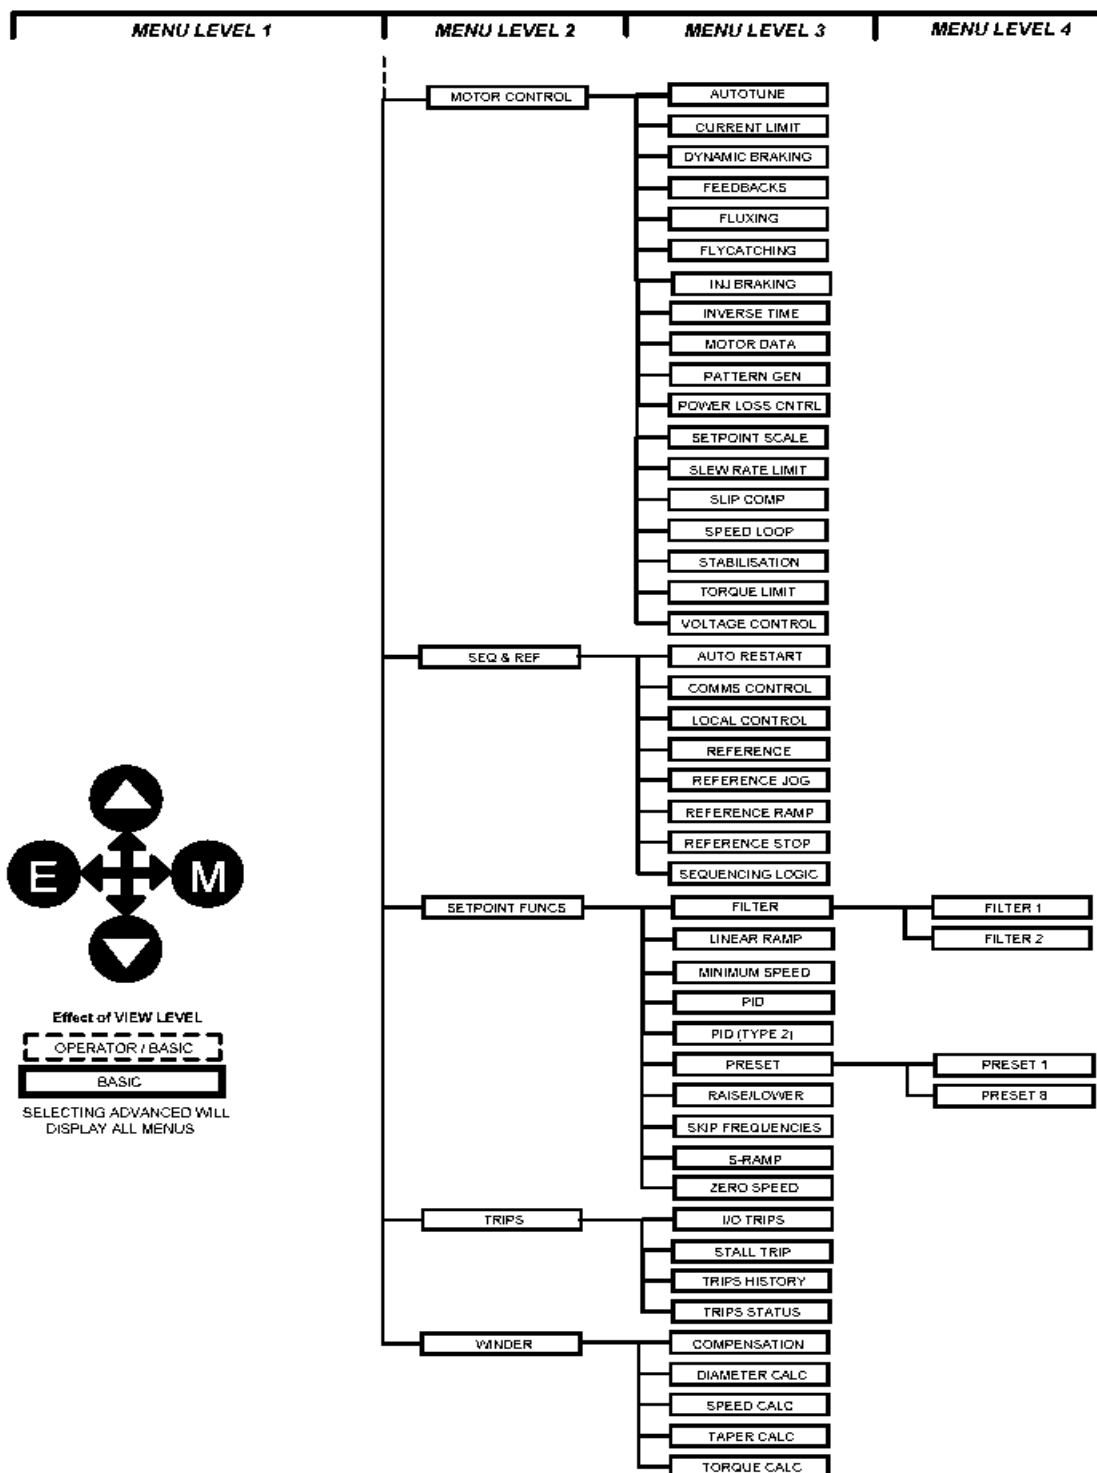 MENU LEVEL 1
MENU LEVEL 2
MENU LEVEL 3
MENU LEVEL 4
MOTOR CONTROL
AUTOTUNE
CURRENT LIMIT
DYNAMIC BRAKING
FEEDBACKS
FLUXING
FLYCATCHING
INJ BRAKING
INVERSE TIME
MOTOR DATA
PATTERN GEN
POWER LOSS CNTRL
SETPOINT SCALE
SLEW RATE LIMIT
SLIP COMP
SPEED LOOP
STABILISATION
TORQUE LIMIT
VOLTAGE CONTROL
SEQ & REF
AUTO RESTART
COMMS CONTROL
LOCAL CONTROL
REFERENCE
REFERENCE JOG
REFERENCE RAMP
REFERENCE STOP
SEQUENCING LOGIC
SETPOINT FUNCS
FILTER
FILTER 1
FILTER 2
LINEAR RAMP
MINIMUM SPEED
PID
PID (TYPE 2)
PRESET
PRESET 1
PRESET 8
RAISE/LOWER
SKIP FREQUENCIES
S-RAMP
ZERO SPEED
TRIPS
I/O TRIPS
STALL TRIP
TRIPS HISTORY
TRIPS STATUS
WINDER
COMPENSATION
DIAMETER CALC
SPEED CALC
TAPER CALC
TORQUE CALC
E
M
Effect of VIEW LEVEL
OPERATOR / BASIC
BASIC
SELECTING ADVANCED WILL
DISPLAY ALL MENUS